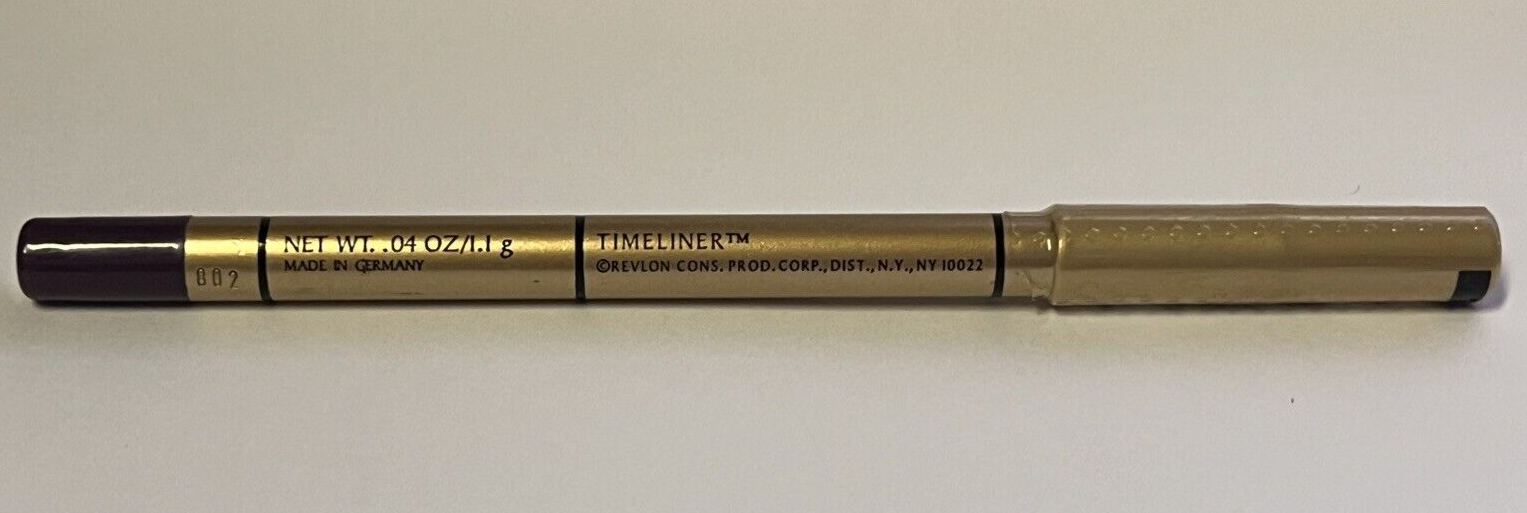 802
NET WT. .04 OZ/1.1 g
MADE IN GERMANY
TIMELINER™
©REVLON CONS. PROD. CORP., DIST., N.Y., NY 10022